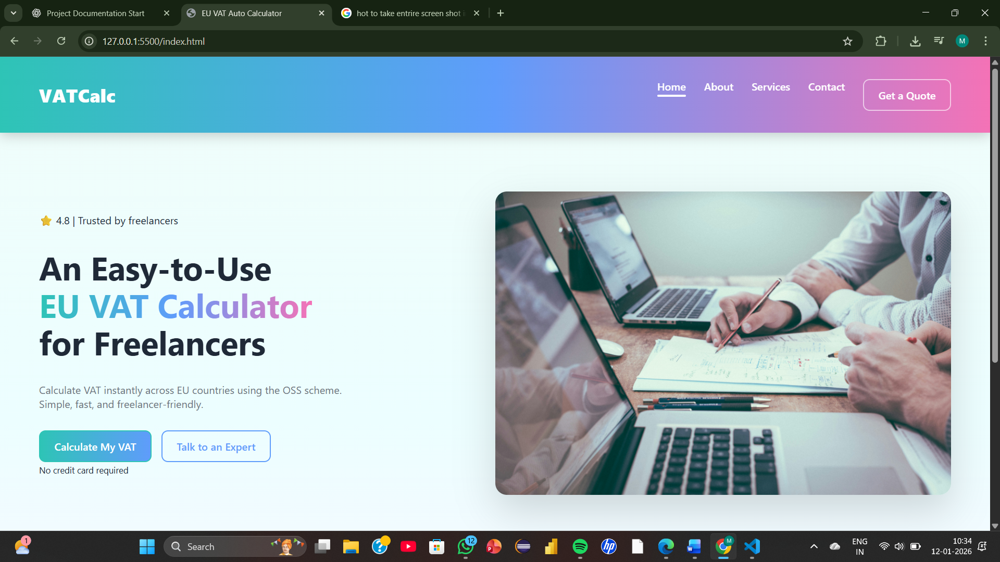 Project Documentation Start
EU VAT Auto Calculator
hot to take entrire screen shot i
127.0.0.1:5500/index.html
M
VATCalc
Home
About
Services
Contact
Get a Quote
4.8 | Trusted by freelancers
An Easy-to-Use
EU VAT Calculator
for Freelancers
Calculate VAT instantly across EU countries using the OSS scheme.
Simple, fast, and freelancer-friendly.
Calculate My VAT
Talk to an Expert
No credit card required
1
Search
12
P
hp
W
M
ENG
IN
10:34
12-01-2026